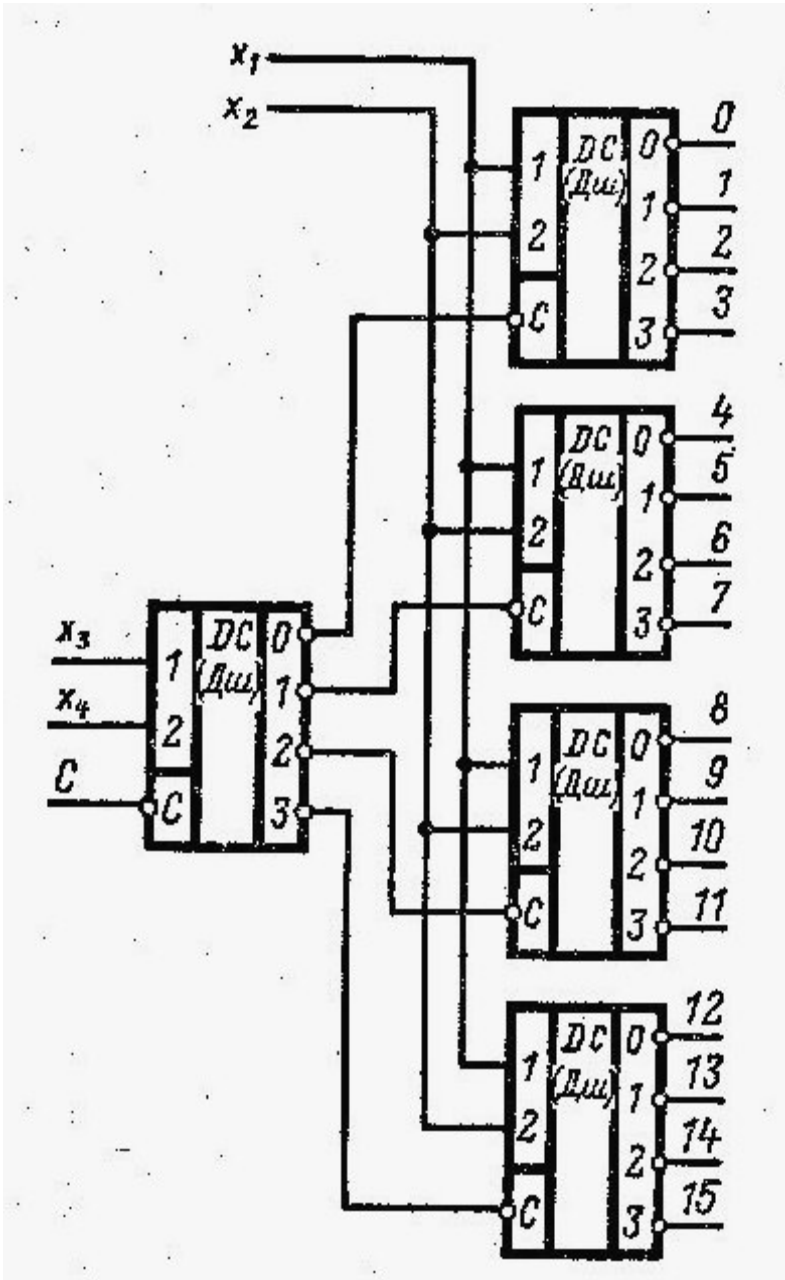 x₁
x₂
1 DC 0 0
(Дш)
2 1 1
2 2
C 3 3
1 DC 0 4
(Дш)
2 1 5
2 6
C 3 7
x₃ 1 DC 0
(Дш)
x₄ 2 1
2
C C 3
1 DC 0 8
(Дш)
2 1 9
2 10
C 3 11
1 DC 0 12
(Дш)
2 1 13
2 14
C 3 15